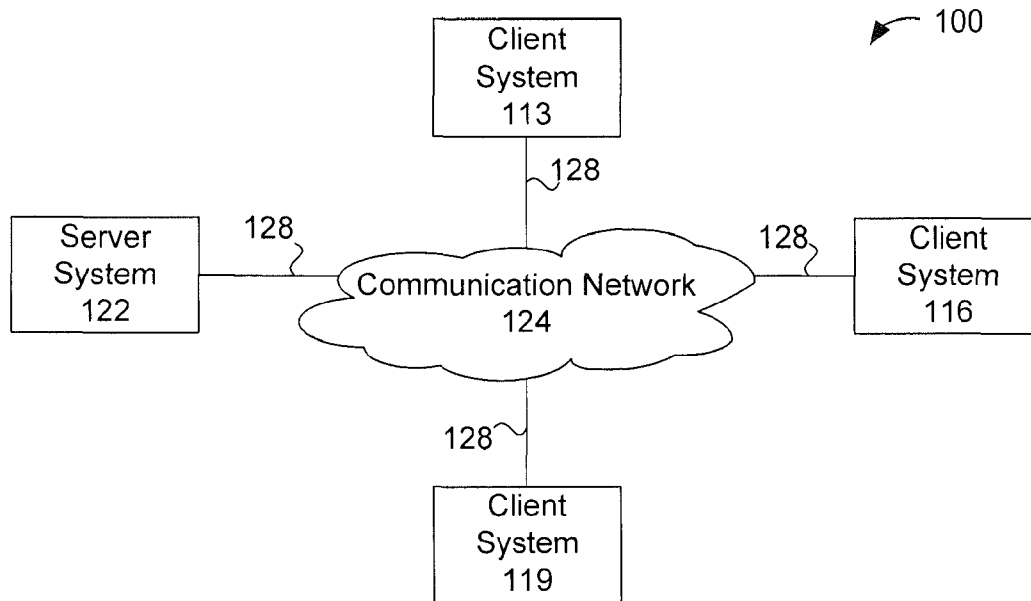 100
Client
System
113
128
Server
System
122
128
Communication Network
124
128
Client
System
116
128
Client
System
119